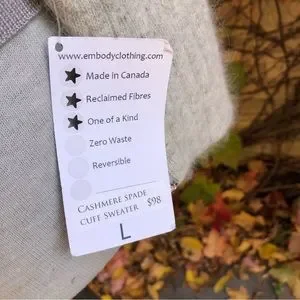 www.embodyclothing.com
Made in Canada
Reclaimed Fibres
One of a Kind
Zero Waste
Reversible
CASHMERE SPADE
CUFF SWEATER $98
L